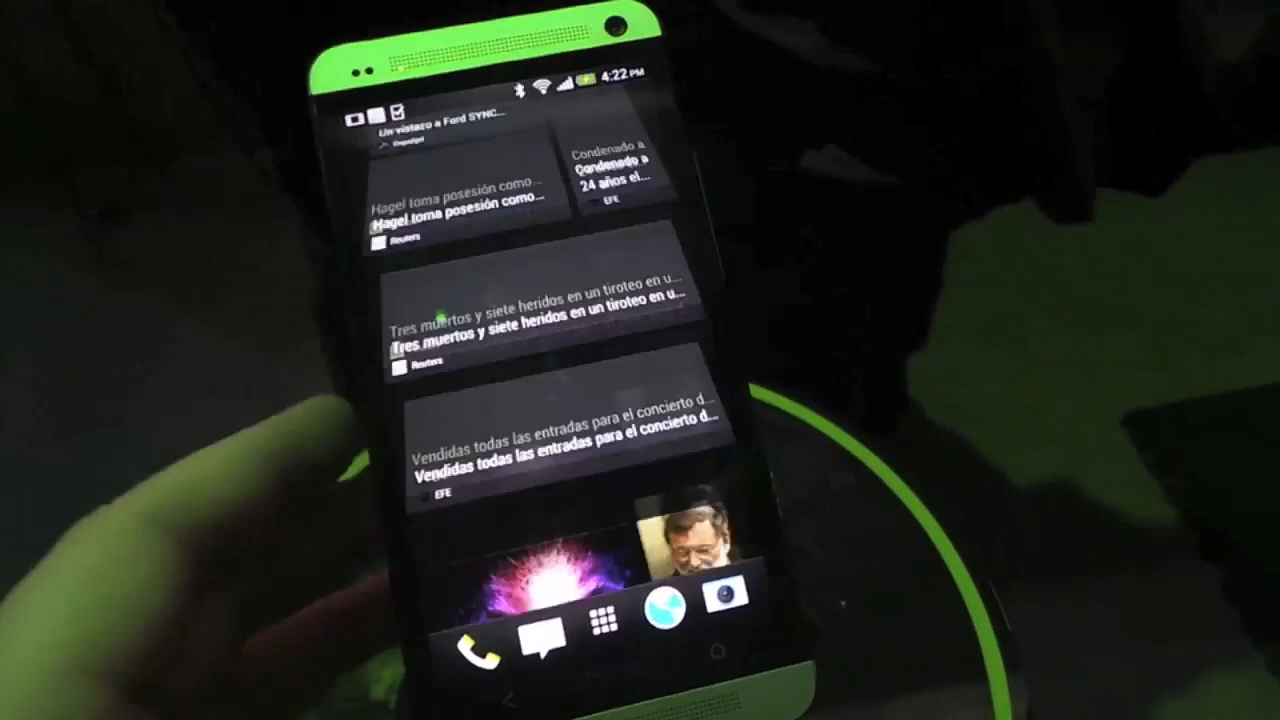 4:22 PM
Un vistazo a Ford SYNC...
Engadget
Hagel toma posesión como...
Hagel toma posesión como...
Reuters
Condenado a
Condenado a
24 años el...
EFE
Tres muertos y siete heridos en un tiroteo en u...
Tres muertos y siete heridos en un tiroteo en u...
Reuters
Vendidas todas las entradas para el concierto d...
Vendidas todas las entradas para el concierto d...
EFE